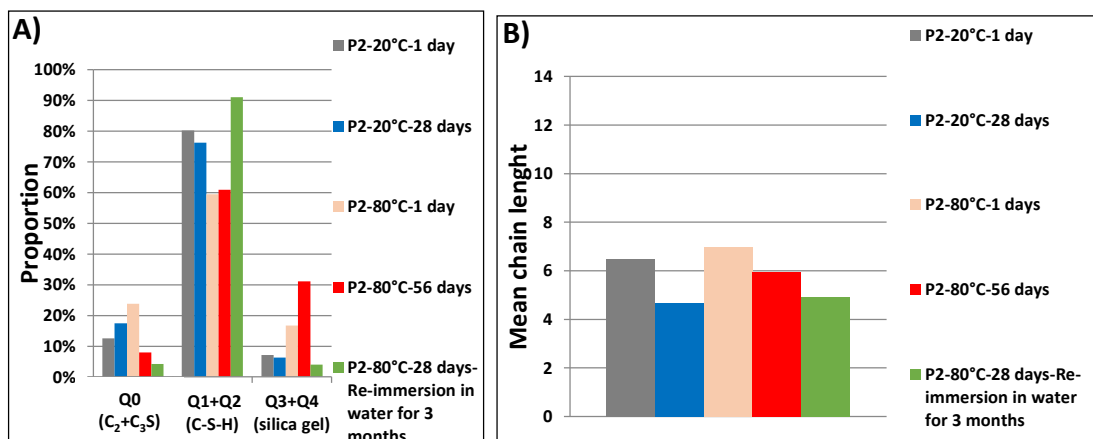 A)
P2-20°C-1 day
P2-20°C-28 days
P2-80°C-1 day
P2-80°C-56 days
P2-80°C-28 days-
Re-immersion in
water for 3
months
Proportion
100%
90%
80%
70%
60%
50%
40%
30%
20%
10%
0%
Q0
(C₂+C₃S)
Q1+Q2
(C-S-H)
Q3+Q4
(silica gel)
B)
P2-20°C-1 day
P2-20°C-28 days
P2-80°C-1 days
P2-80°C-56 days
P2-80°C-28 days-Re-
immersion in water
for 3 months
Mean chain lenght
14
12
10
8
6
4
2
0